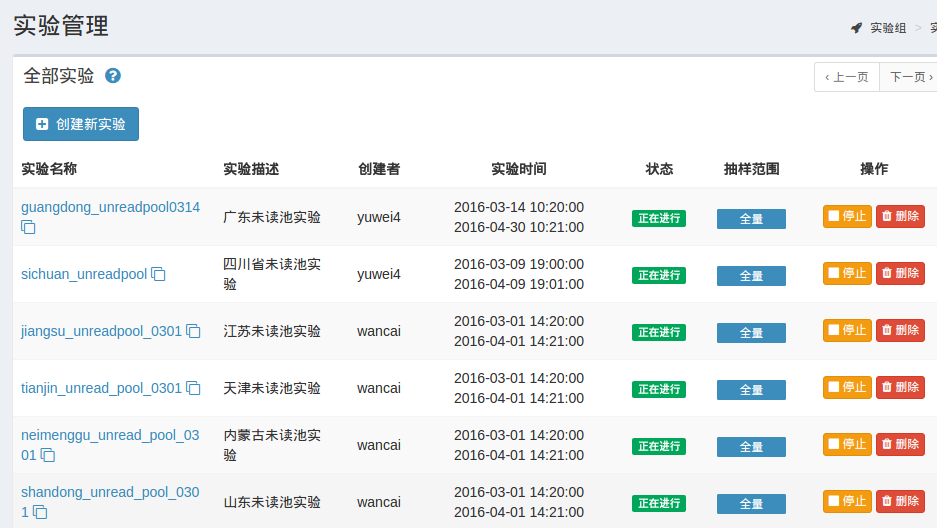 实验管理
实验组 >
全部实验
‹ 上一页 下一页 ›
创建新实验
实验名称 实验描述 创建者 实验时间 状态 抽样范围 操作
guangdong_unreadpool0314 广东未读池实验 yuwei4 2016-03-14 10:20:00 正在进行 全量 停止 删除
2016-04-30 10:21:00
sichuan_unreadpool 四川省未读池实 yuwei4 2016-03-09 19:00:00 正在进行 全量 停止 删除
验 2016-04-09 19:01:00
jiangsu_unreadpool_0301 江苏未读池实验 wancai 2016-03-01 14:20:00 正在进行 全量 停止 删除
2016-04-01 14:21:00
tianjin_unread_pool_0301 天津未读池实验 wancai 2016-03-01 14:20:00 正在进行 全量 停止 删除
2016-04-01 14:21:00
neimenggu_unread_pool_03 内蒙古未读池实 wancai 2016-03-01 14:20:00 正在进行 全量 停止 删除
01 验 2016-04-01 14:21:00
shandong_unread_pool_030 山东未读池实验 wancai 2016-03-01 14:20:00 正在进行 全量 停止 删除
1 2016-04-01 14:21:00